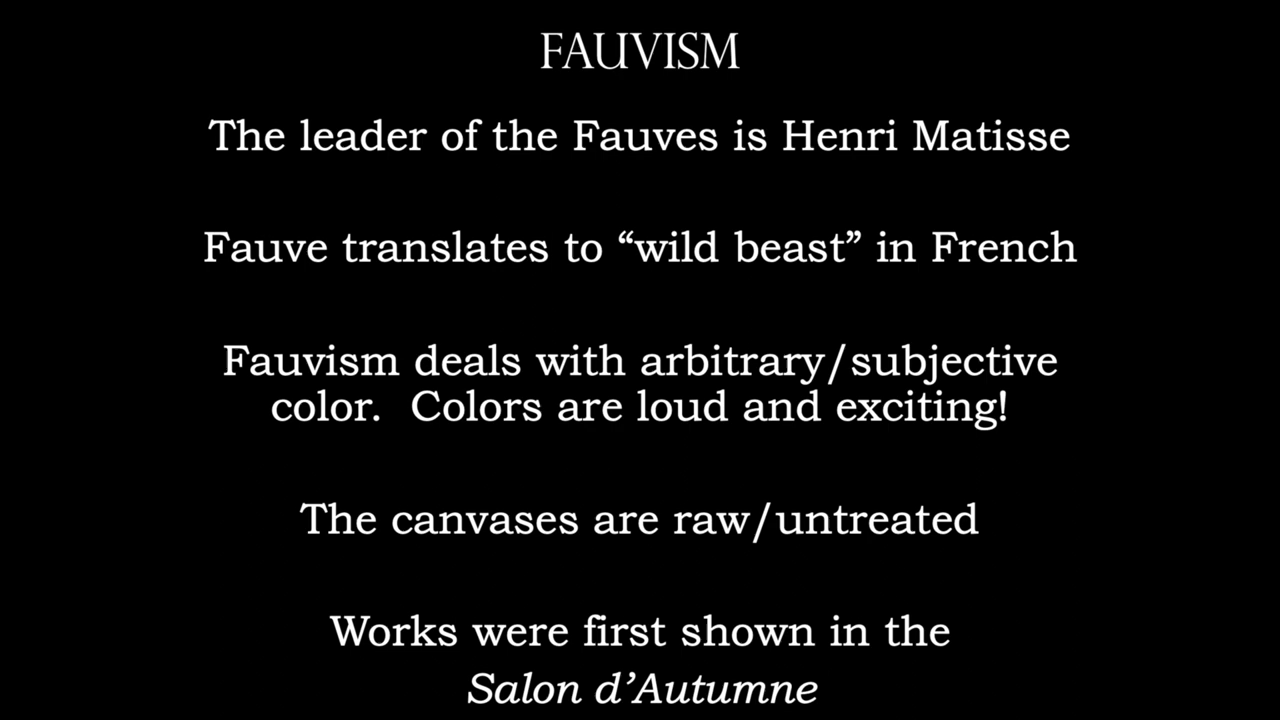 FAUVISM
The leader of the Fauves is Henri Matisse
Fauve translates to “wild beast” in French
Fauvism deals with arbitrary/subjective
color.  Colors are loud and exciting!
The canvases are raw/untreated
Works were first shown in the
Salon d’Autumne